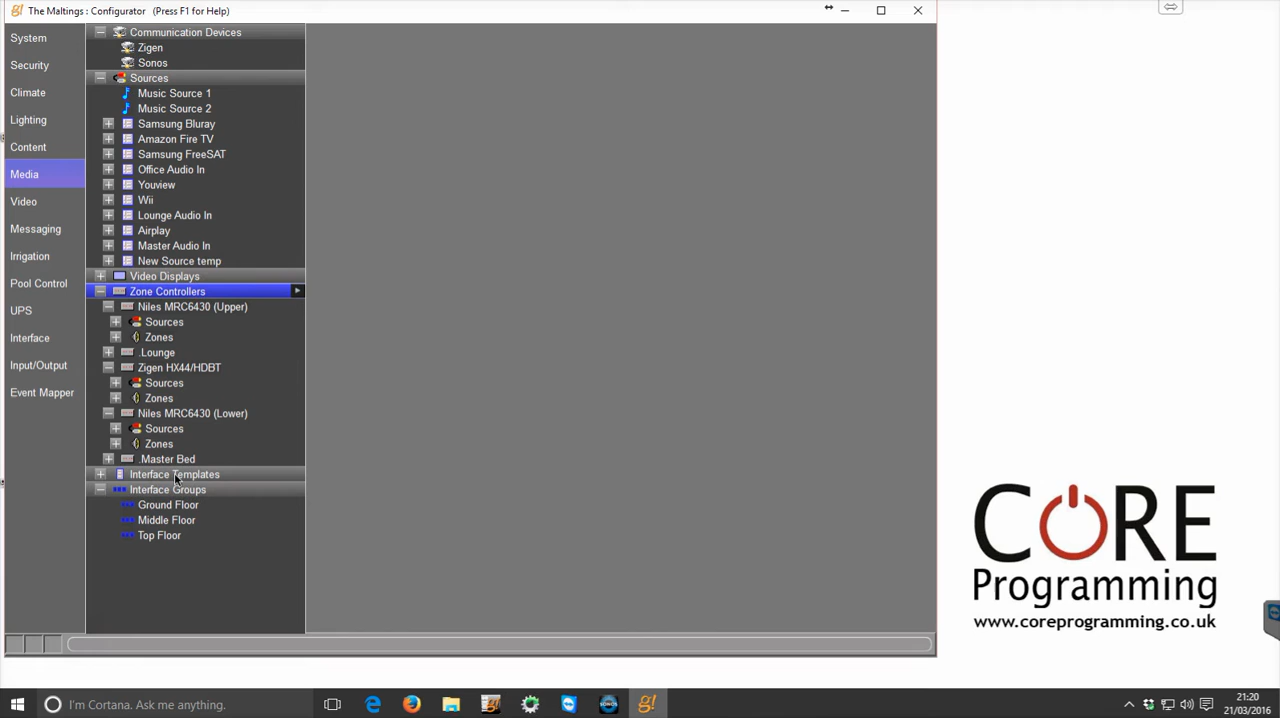 The Maltings : Configurator (Press F1 for Help)
System
Security
Climate
Lighting
Content
Media
Video
Messaging
Irrigation
Pool Control
UPS
Interface
Input/Output
Event Mapper
Communication Devices
Zigen
Sonos
Sources
Music Source 1
Music Source 2
Samsung Bluray
Amazon Fire TV
Samsung FreeSAT
Office Audio In
Youview
Wii
Lounge Audio In
Airplay
Master Audio In
New Source temp
Video Displays
Zone Controllers
Niles MRC6430 (Upper)
Sources
Zones
.Lounge
Zigen HX44/HDBT
Sources
Zones
Niles MRC6430 (Lower)
Sources
Zones
.Master Bed
Interface Templates
Interface Groups
Ground Floor
Middle Floor
Top Floor
CORE
Programming
www.coreprogramming.co.uk
I'm Cortana. Ask me anything.
SONOS
g!
21:20
21/03/2016